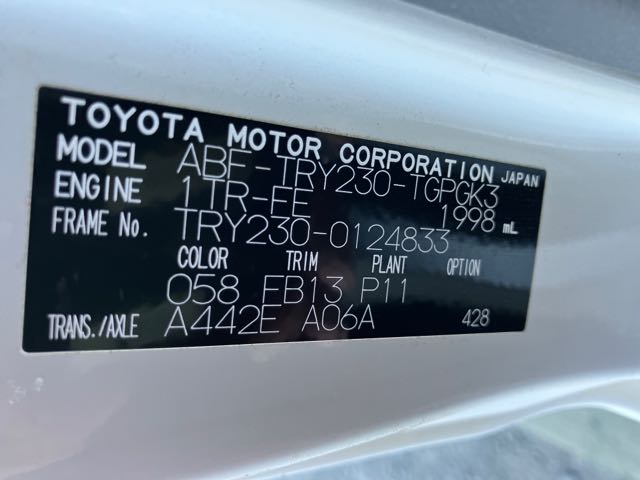 TOYOTA MOTOR CORPORATION JAPAN
MODEL ABF-TRY230-TGPGK3
ENGINE 1TR-FE 1998 mL
FRAME No. TRY230-0124833
COLOR TRIM PLANT OPTION
058 FB13 P11
TRANS./AXLE A442E A06A 428